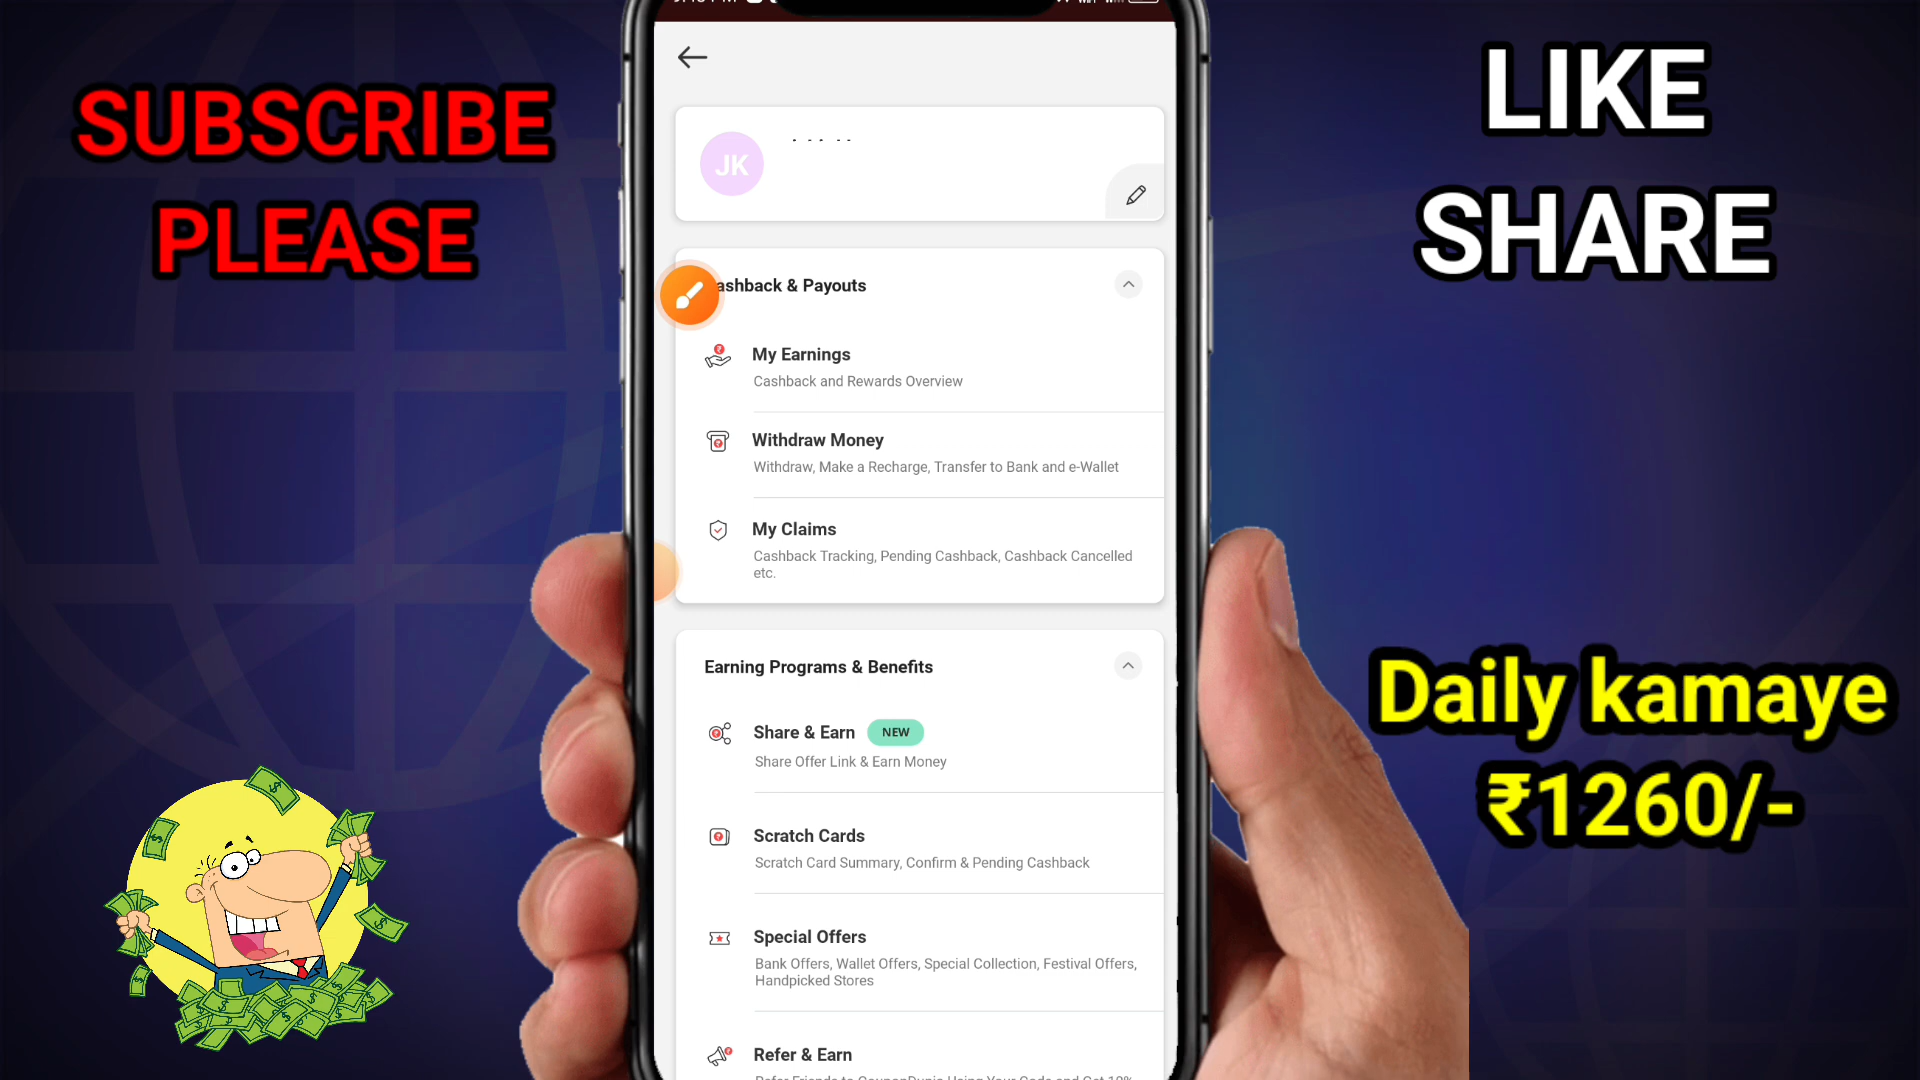 SUBSCRIBE
PLEASE
LIKE
SHARE
JK
ashback & Payouts
My Earnings
Cashback and Rewards Overview
Withdraw Money
Withdraw, Make a Recharge, Transfer to Bank and e-Wallet
My Claims
Cashback Tracking, Pending Cashback, Cashback Cancelled
etc.
Earning Programs & Benefits
Share & Earn NEW
Share Offer Link & Earn Money
Scratch Cards
Scratch Card Summary, Confirm & Pending Cashback
Special Offers
Bank Offers, Wallet Offers, Special Collection, Festival Offers,
Handpicked Stores
Refer & Earn
Daily kamaye
₹1260/-